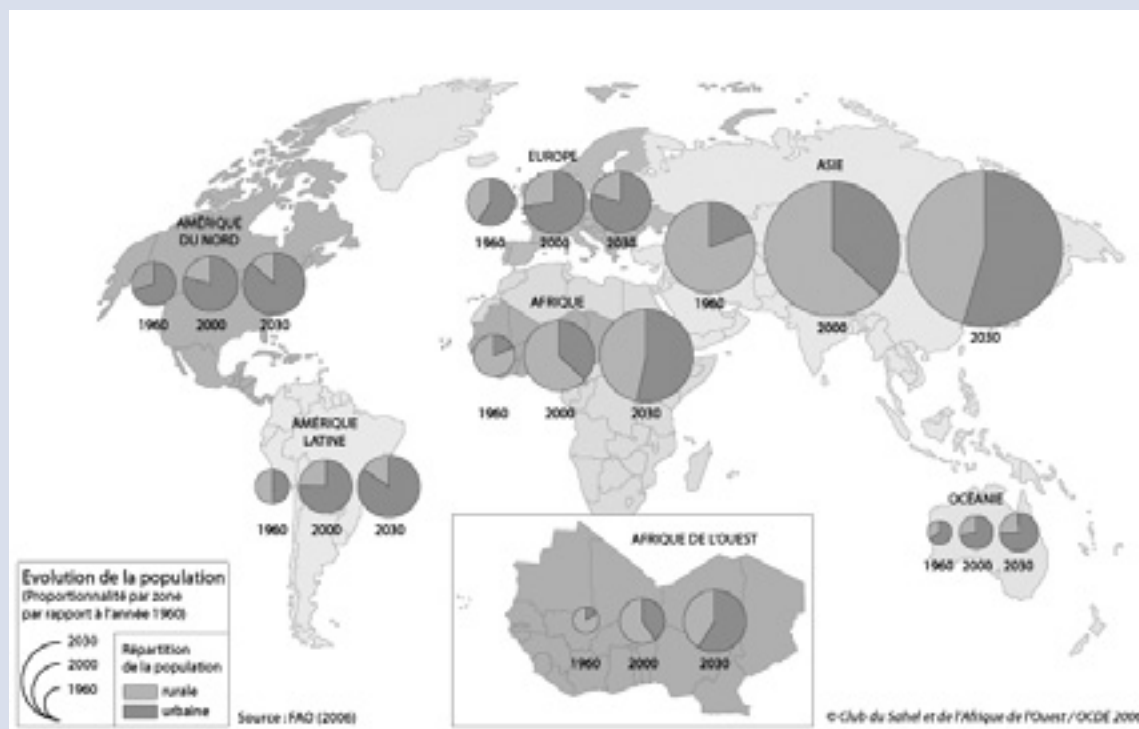 EUROPE
1960 2000 2030
ASIE
1960
2000
2030
AMÉRIQUE
DU NORD
1960 2000 2030
AFRIQUE
1960 2000 2030
AMÉRIQUE
LATINE
1960 2000 2030
OCÉANIE
1960 2000 2030
AFRIQUE DE L'OUEST
1960 2000 2030
Evolution de la population
(Proportionnalité par zone
par rapport à l'année 1960)
2030
2000
1960
Répartition
de la population
rurale
urbaine
Source : FAO (2006)
© Club du Sahel et de l'Afrique de l'Ouest / OCDE 2006